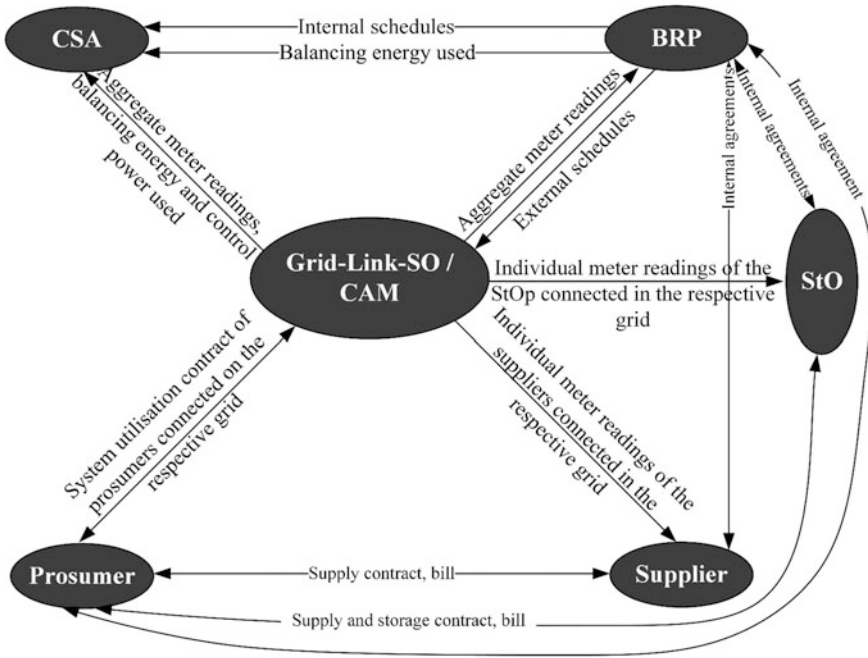 CSA
Internal schedules
Balancing energy used
BRP
Aggregate meter readings,
balancing energy and control
power used
Aggregate meter readings
External schedules
Internal agreements
Internal agreements
Internal agreement
Grid-Link-SO /
CAM
Individual meter readings of the
StOp connected in the respective
grid
StO
System utilisation contract of
prosumers connected on the
respective grid
Individual meter readings of the
suppliers connected in the
respective grid
Prosumer
Supply contract, bill
Supplier
Supply and storage contract, bill